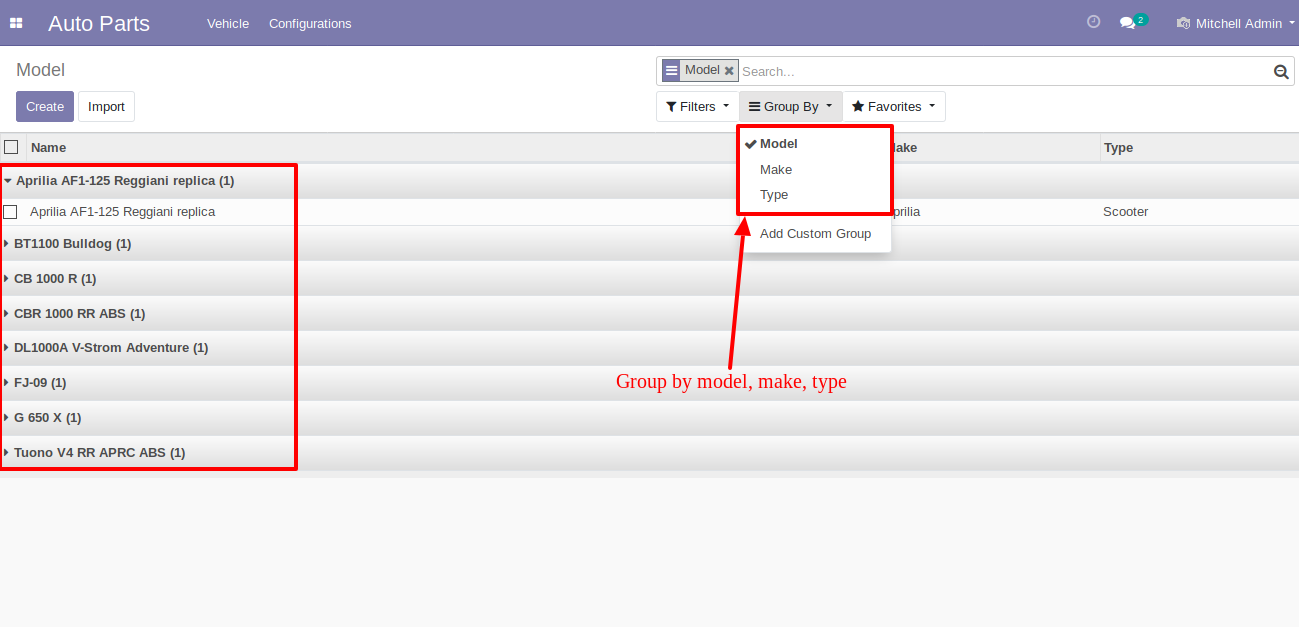 Auto Parts Vehicle Configurations 2 Mitchell Admin
Model
Model Search...
Create Import
Filters Group By Favorites
Name ake Type
Model
Make
Type
Add Custom Group
Aprilia AF1-125 Reggiani replica (1)
Aprilia AF1-125 Reggiani replica prilia Scooter
BT1100 Bulldog (1)
CB 1000 R (1)
CBR 1000 RR ABS (1)
DL1000A V-Strom Adventure (1)
FJ-09 (1)
Group by model, make, type
G 650 X (1)
Tuono V4 RR APRC ABS (1)